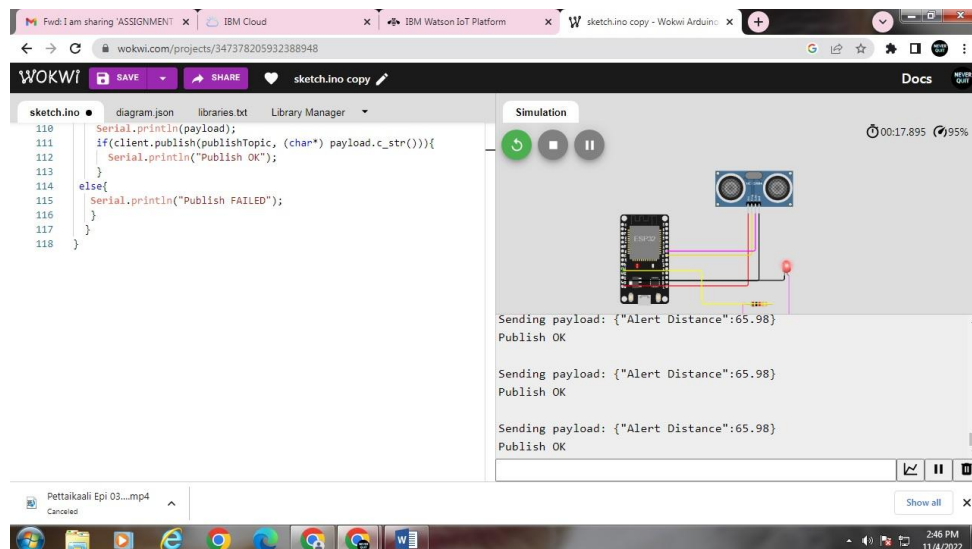 Fwd: I am sharing 'ASSIGNMENT
IBM Cloud
IBM Watson IoT Platform
sketch.ino copy - Wokwi Arduino
wokwi.com/projects/347378205932388948
WOKWI
SAVE
SHARE
sketch.ino copy
Docs
NEVER QUIT
sketch.ino ●
diagram.json
libraries.txt
Library Manager
Simulation
110 Serial.println(payload);
111 if(client.publish(publishTopic, (char*) payload.c_str())){
112 Serial.println("Publish OK");
113 }
114 else{
115 Serial.println("Publish FAILED");
116 }
117 }
118 }
00:17.895 95%
ESP32
Sending payload: {"Alert Distance":65.98}
Publish OK
Sending payload: {"Alert Distance":65.98}
Publish OK
Sending payload: {"Alert Distance":65.98}
Publish OK
Pettaikaali Epi 03....mp4
Canceled
Show all
2:46 PM
11/4/2022